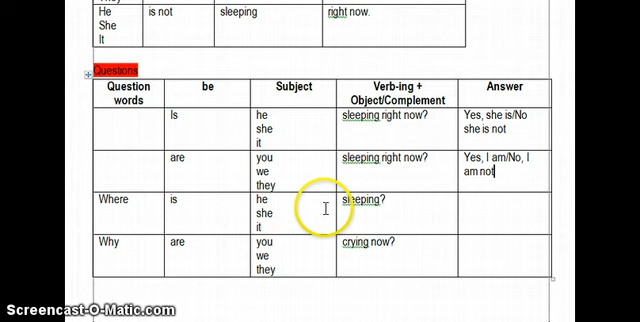 They
He
She
It
is not
sleeping
right now.
Questions
Question
words
be
Subject
Verb-ing +
Object/Complement
Answer
Is
he
she
it
sleeping right now?
Yes, she is/No
she is not
are
you
we
they
sleeping right now?
Yes, I am/No, I
am not
Where
is
he
she
it
sleeping?
Why
are
you
we
they
crying now?
Screencast-O-Matic.com